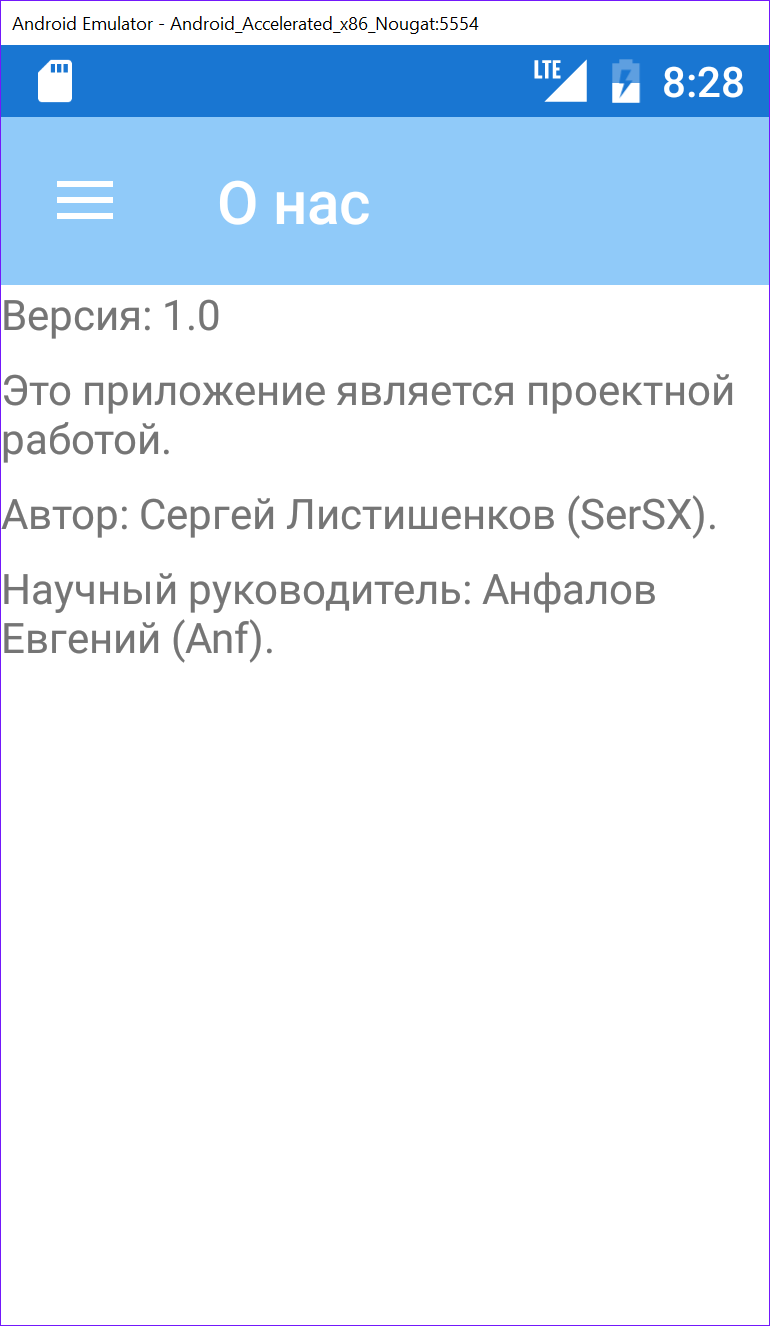 Android Emulator - Android_Accelerated_x86_Nougat:5554
LTE 8:28
О нас
Версия: 1.0
Это приложение является проектной
работой.
Автор: Сергей Листишенков (SerSX).
Научный руководитель: Анфалов
Евгений (Anf).